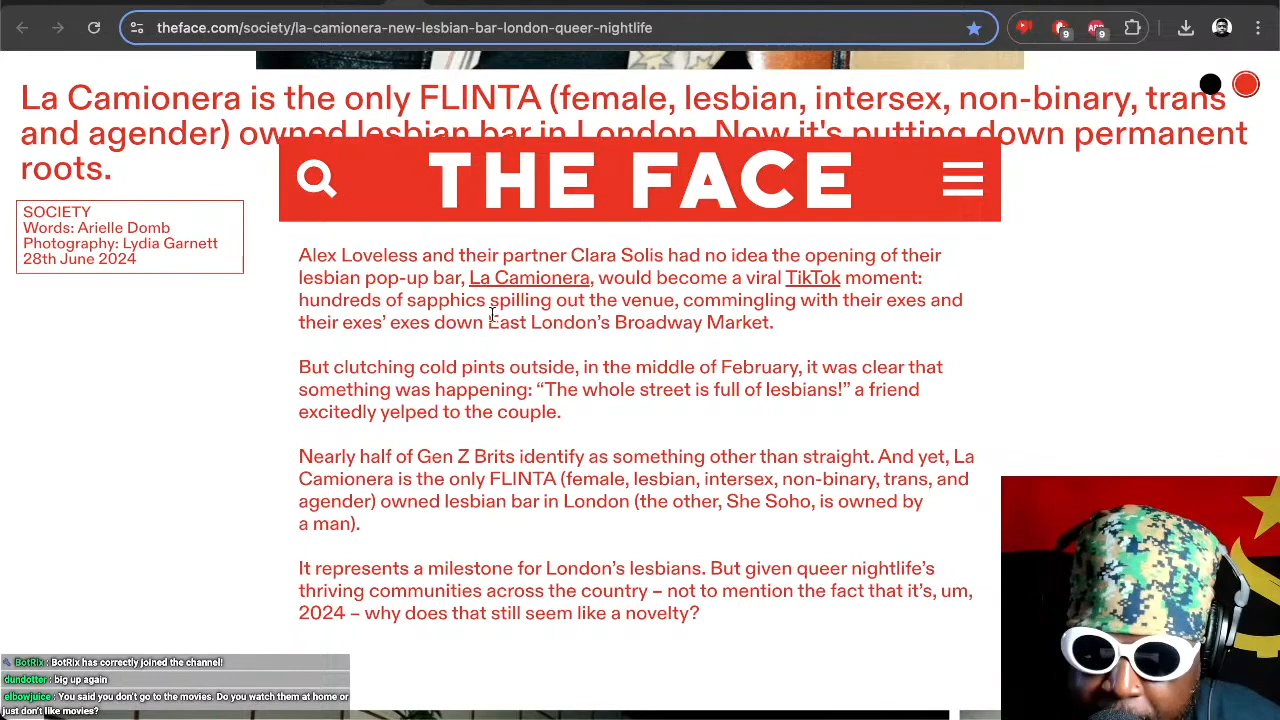 theface.com/society/la-camionera-new-lesbian-bar-london-queer-nightlife
9
ABP
9
La Camionera is the only FLINTA (female, lesbian, intersex, non-binary, trans
and agender) owned lesbian bar in London. Now it's putting down permanent
roots.
THE FACE
SOCIETY
Words: Arielle Domb
Photography: Lydia Garnett
28th June 2024
Alex Loveless and their partner Clara Solis had no idea the opening of their
lesbian pop-up bar, La Camionera, would become a viral TikTok moment:
hundreds of sapphics spilling out the venue, commingling with their exes and
their exes’ exes down East London’s Broadway Market.
But clutching cold pints outside, in the middle of February, it was clear that
something was happening: “The whole street is full of lesbians!” a friend
excitedly yelped to the couple.
Nearly half of Gen Z Brits identify as something other than straight. And yet, La
Camionera is the only FLINTA (female, lesbian, intersex, non-binary, trans, and
agender) owned lesbian bar in London (the other, She Soho, is owned by
a man).
It represents a milestone for London’s lesbians. But given queer nightlife’s
thriving communities across the country – not to mention the fact that it’s, um,
2024 – why does that still seem like a novelty?
BotRix : BotRix has correctly joined the channel!
dundotter : big up again
elbowjuice : You said you don't go to the movies. Do you watch them at home or
just don't like movies?